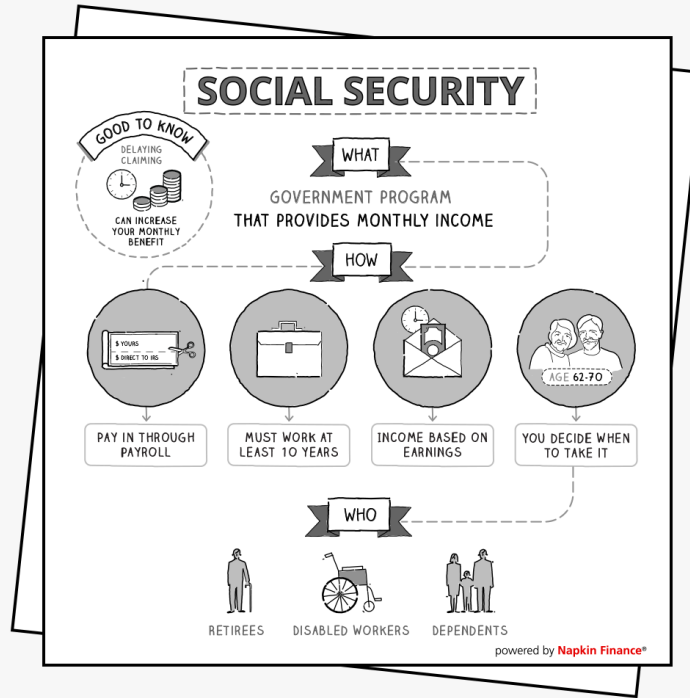 SOCIAL SECURITY
GOOD TO KNOW
DELAYING
CLAIMING
CAN INCREASE
YOUR MONTHLY
BENEFIT
WHAT
GOVERNMENT PROGRAM
THAT PROVIDES MONTHLY INCOME
HOW
$ YOURS
$ DIRECT TO IRS
AGE 62-70
PAY IN THROUGH
PAYROLL
MUST WORK AT
LEAST 10 YEARS
INCOME BASED ON
EARNINGS
YOU DECIDE WHEN
TO TAKE IT
WHO
RETIREES
DISABLED WORKERS
DEPENDENTS
powered by Napkin Finance®